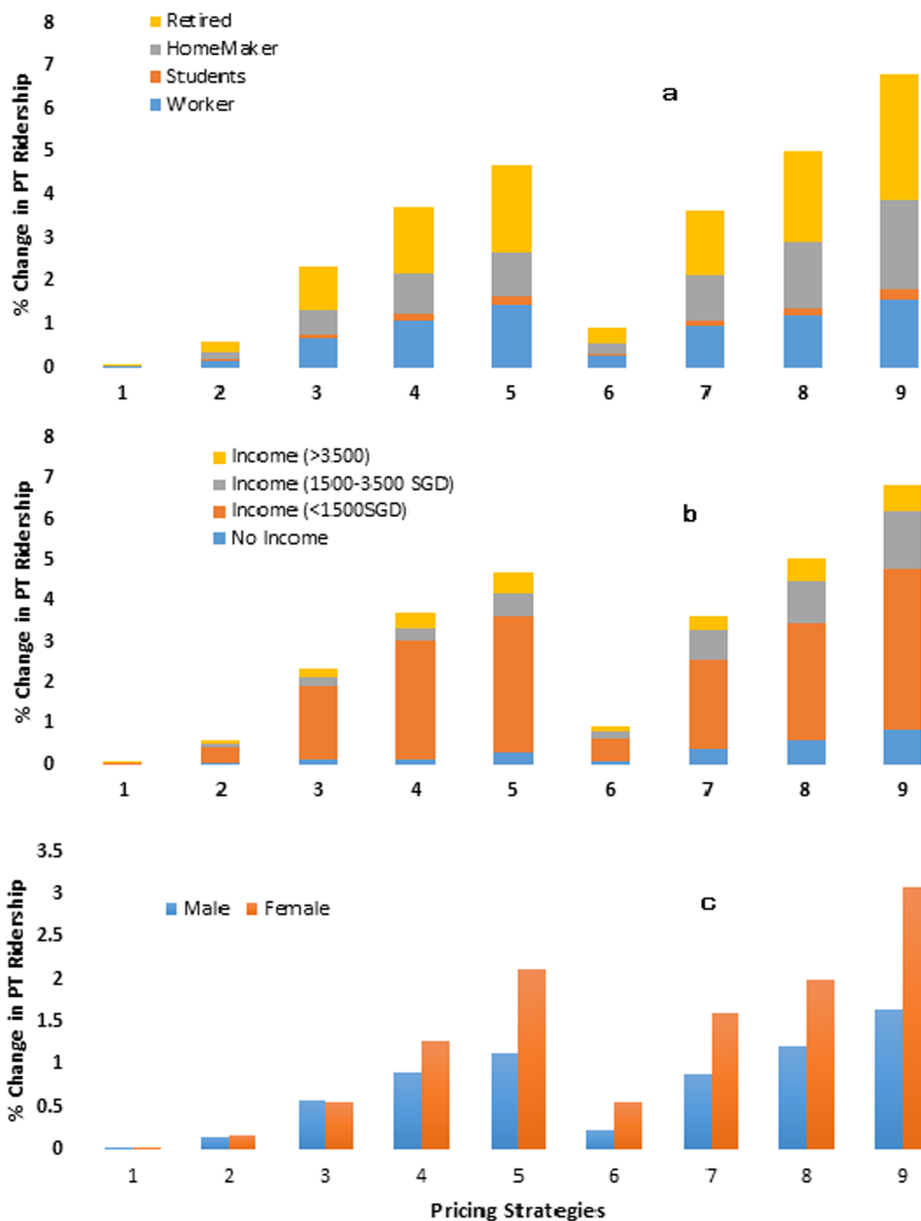 8
Retired
7
HomeMaker
Students
6
Worker
a
5
4
3
2
1
0
% Change in PT Ridership
1 2 3 4 5 6 7 8 9
8
7
Income (>3500)
6
Income (1500-3500 SGD)
Income (<1500SGD)
b
5
No Income
4
3
2
1
0
% Change in PT Ridership
1 2 3 4 5 6 7 8 9
3.5
3
Male Female
c
2.5
2
1.5
1
0.5
0
% Change in PT Ridership
1 2 3 4 5 6 7 8 9
Pricing Strategies